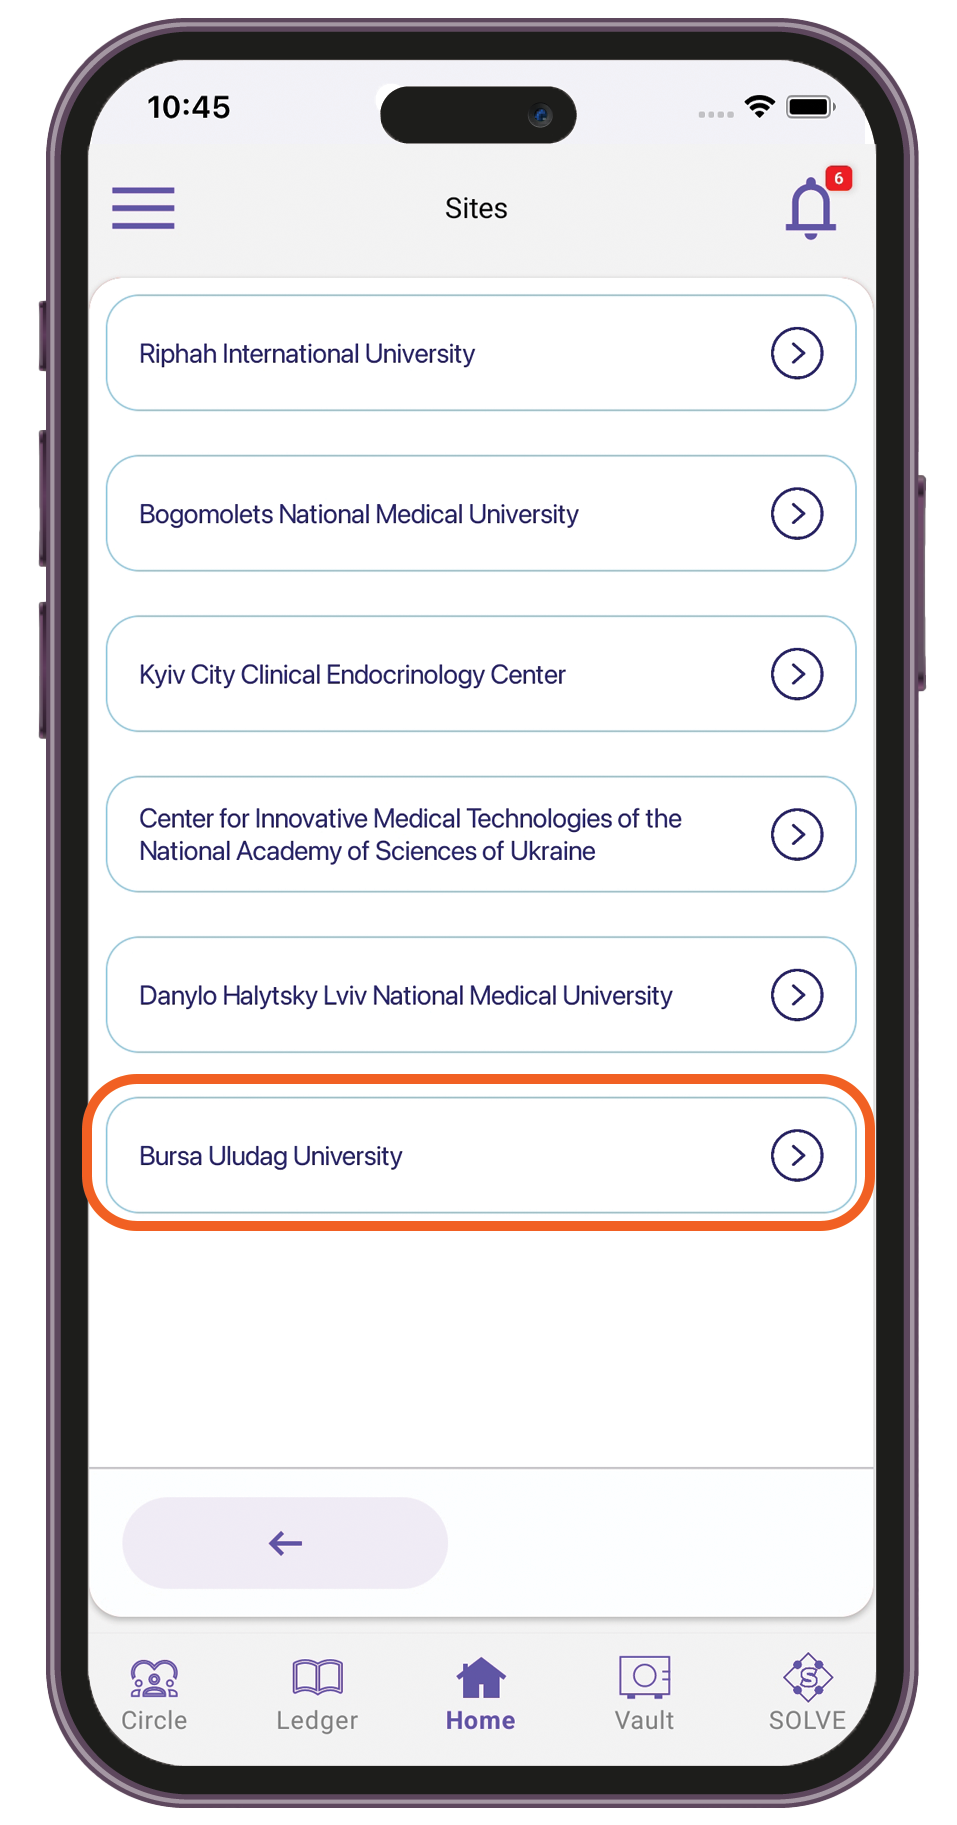 10:45
Sites
6
Riphah International University
Bogomolets National Medical University
Kyiv City Clinical Endocrinology Center
Center for Innovative Medical Technologies of the
National Academy of Sciences of Ukraine
Danylo Halytsky Lviv National Medical University
Bursa Uludag University
S
Circle
Ledger
Home
Vault
SOLVE